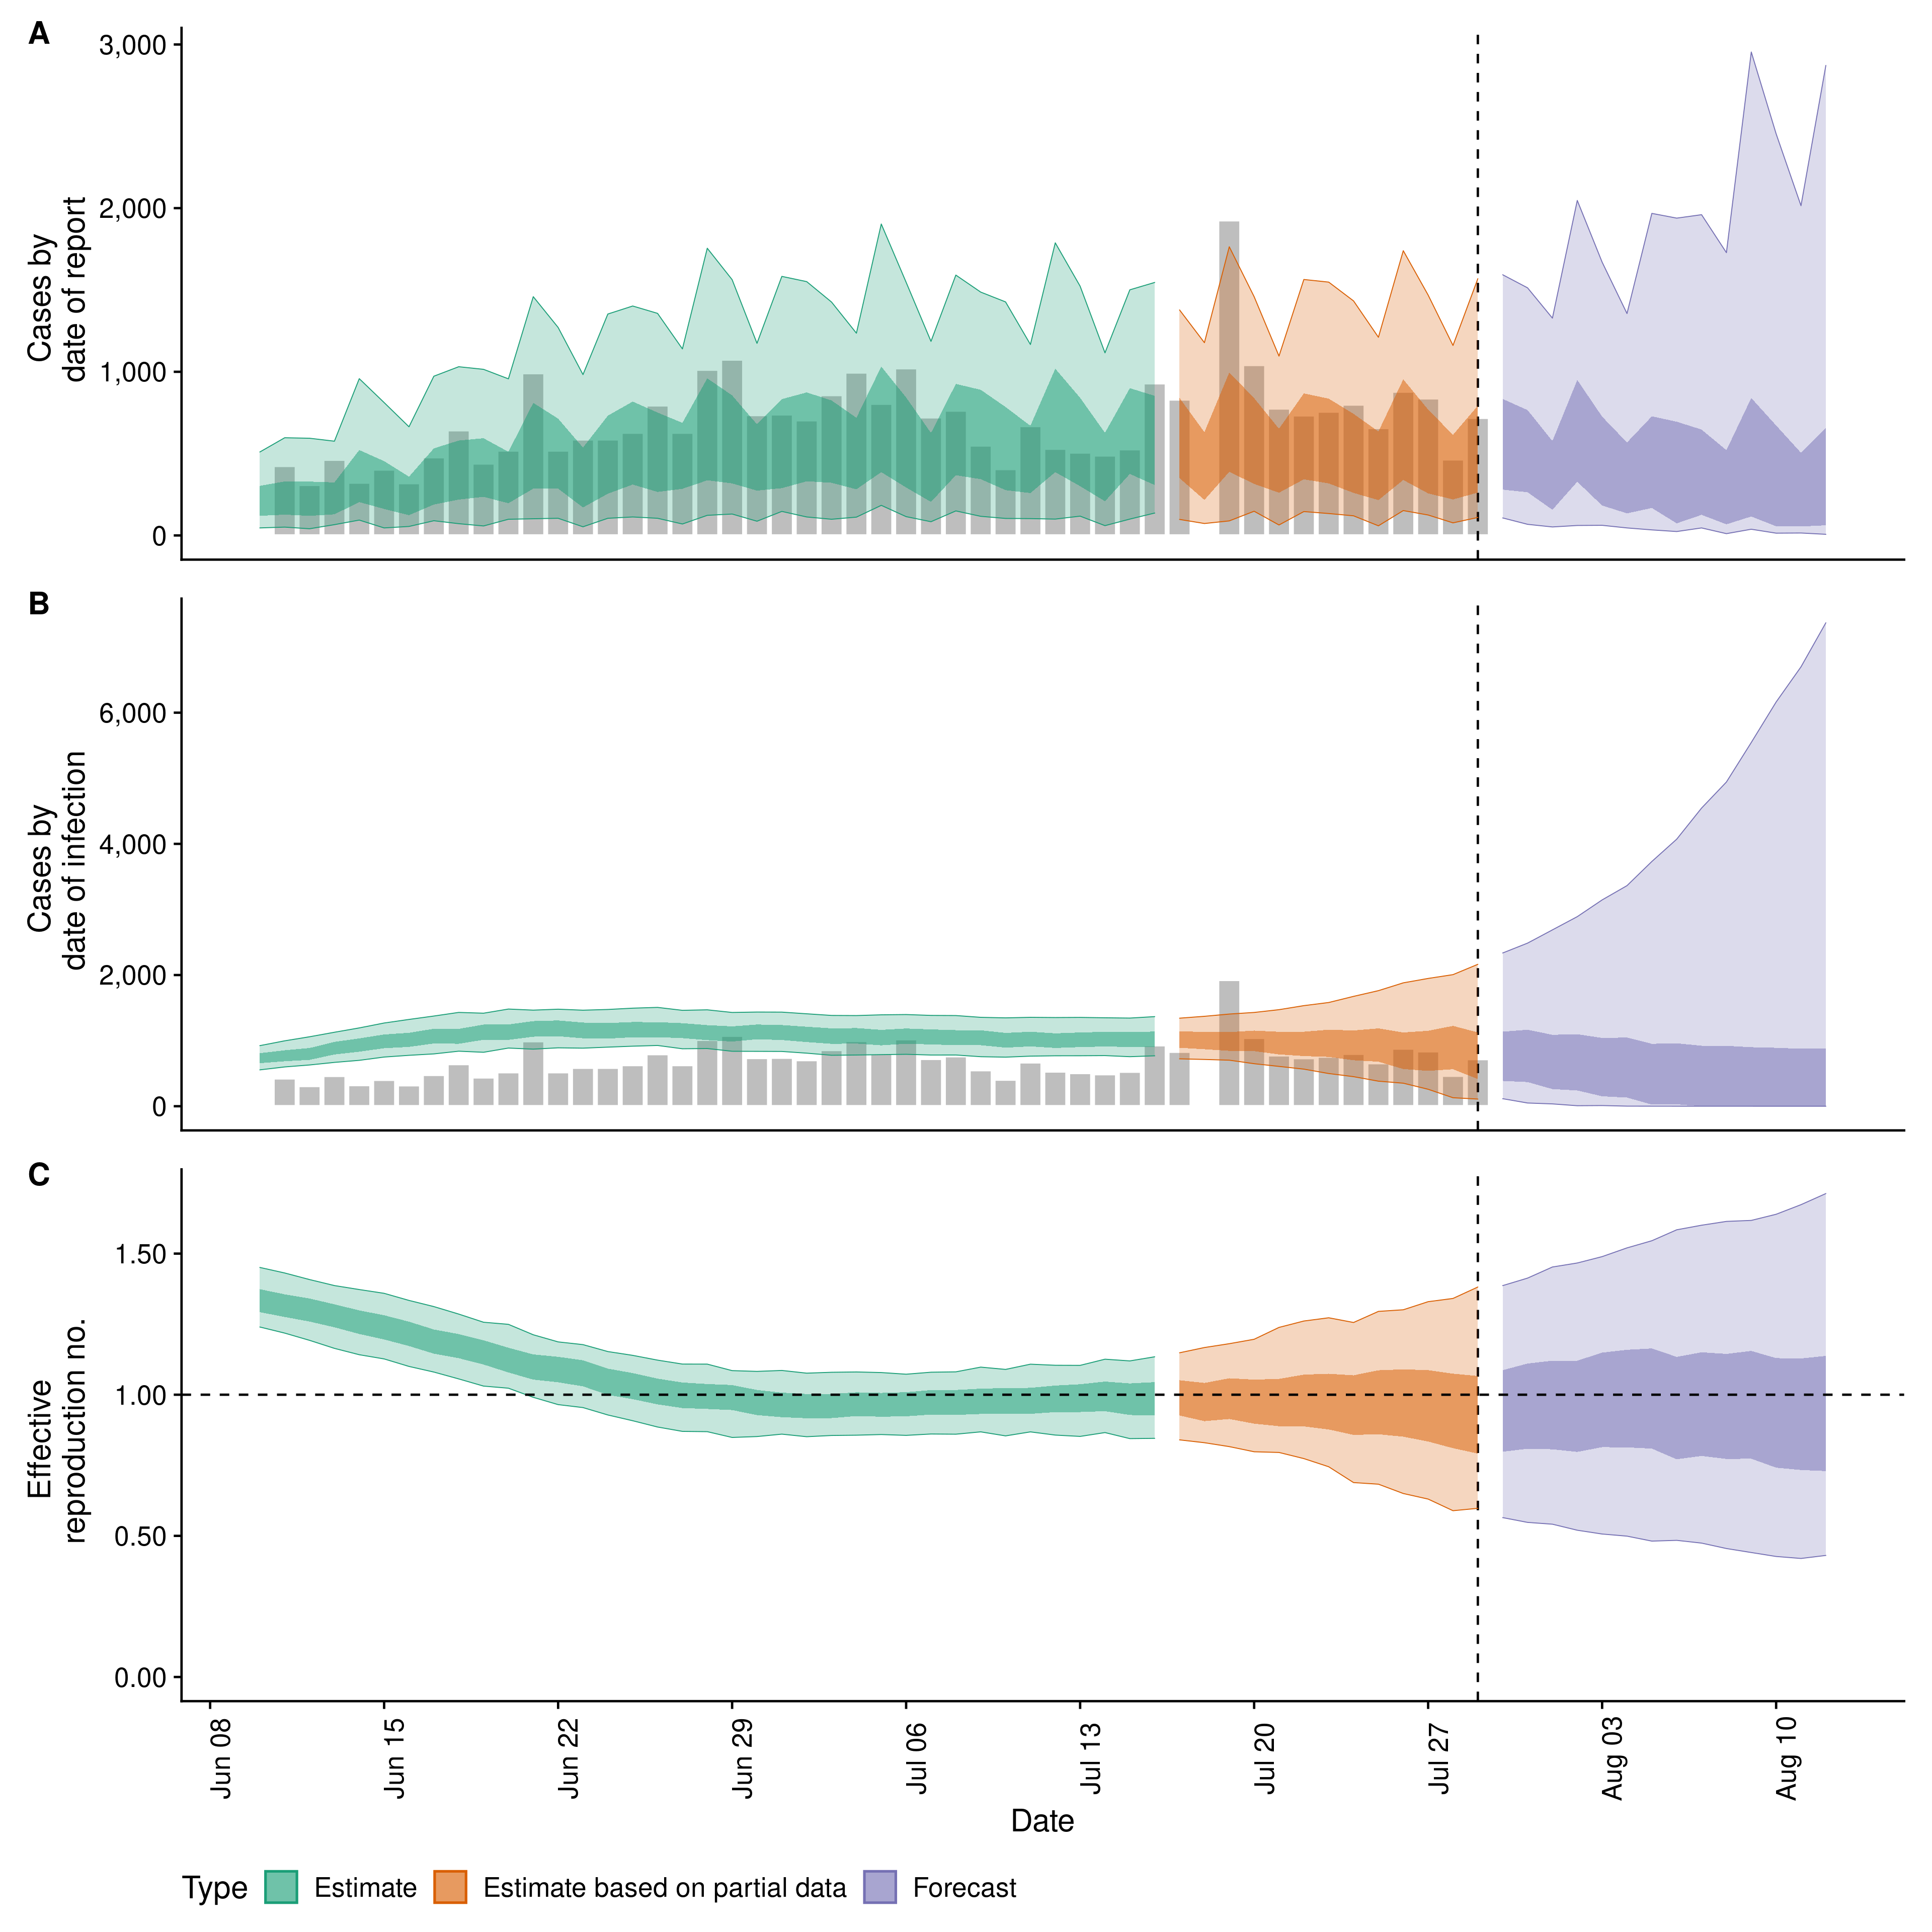 A
3,000
2,000
1,000
0
Cases by
date of report
B
6,000
4,000
2,000
0
Cases by
date of infection
C
1.50
1.00
0.50
0.00
Effective
reproduction no.
Jun 08
Jun 15
Jun 22
Jun 29
Jul 06
Jul 13
Jul 20
Jul 27
Aug 03
Aug 10
Date
Type Estimate Estimate based on partial data Forecast